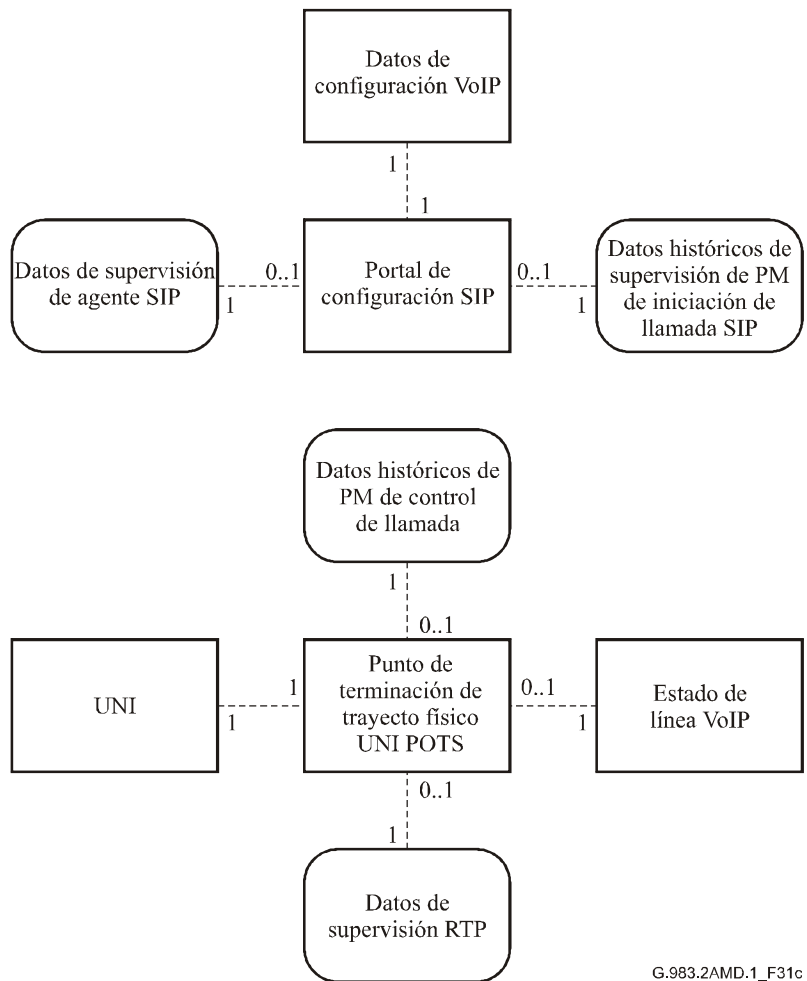 Datos de
configuración VoIP
1
1
Datos de supervisión
de agente SIP
0..1
1
Portal de
configuración SIP
0..1
1
Datos históricos de
supervisión de PM
de iniciación de
llamada SIP
Datos históricos de
PM de control
de llamada
1
0..1
UNI
1
1
Punto de
terminación de
trayecto físico
UNI POTS
0..1
1
Estado de
línea VoIP
0..1
1
Datos de
supervisión RTP
G.983.2AMD.1_F31c